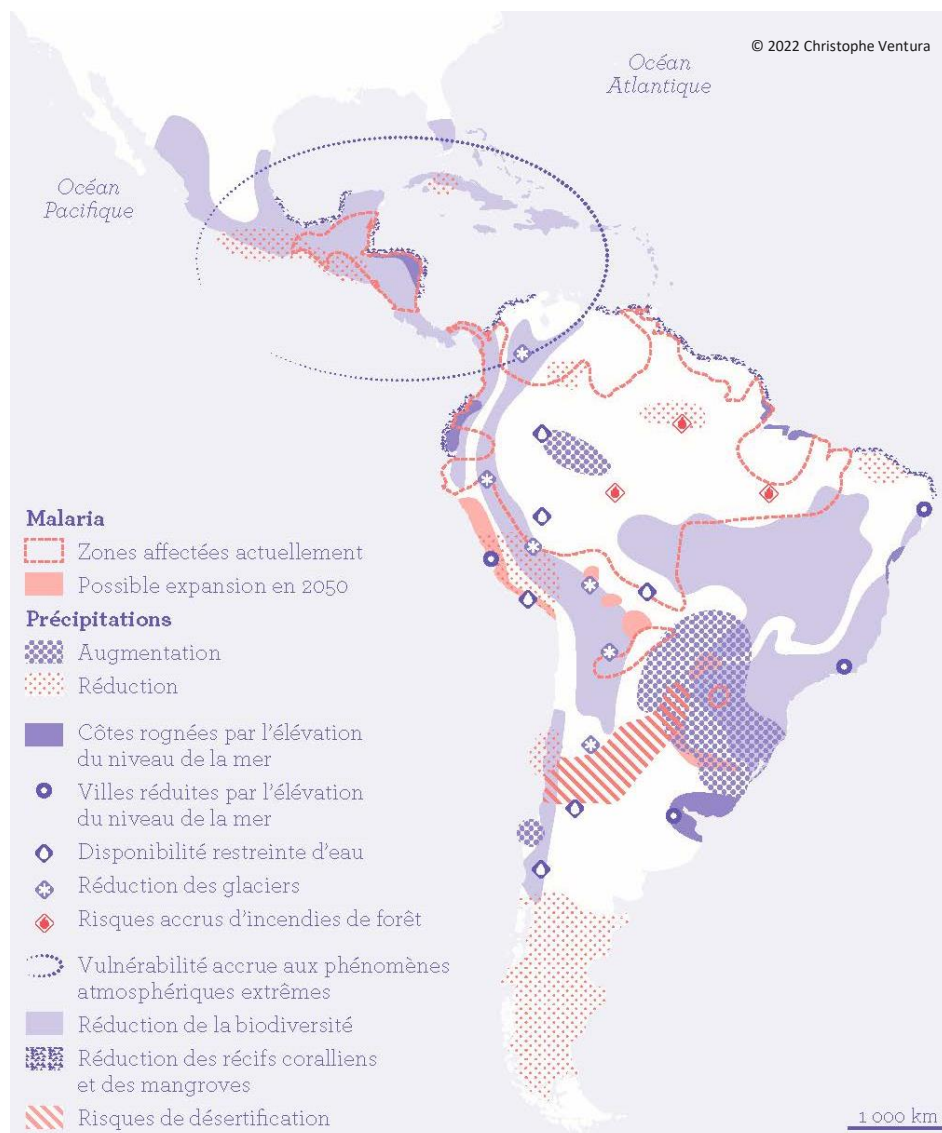 © 2022 Christophe Ventura
Océan
Atlantique
Océan
Pacifique
Malaria
Zones affectées actuellement
Possible expansion en 2050
Précipitations
Augmentation
Réduction
Côtes rognées par l'élévation
du niveau de la mer
Villes réduites par l'élévation
du niveau de la mer
Disponibilité restreinte d'eau
Réduction des glaciers
Risques accrus d'incendies de forêt
Vulnérabilité accrue aux phénomènes
atmosphériques extrêmes
Réduction de la biodiversité
Réduction des récifs coralliens
et des mangroves
Risques de désertification
1 000 km